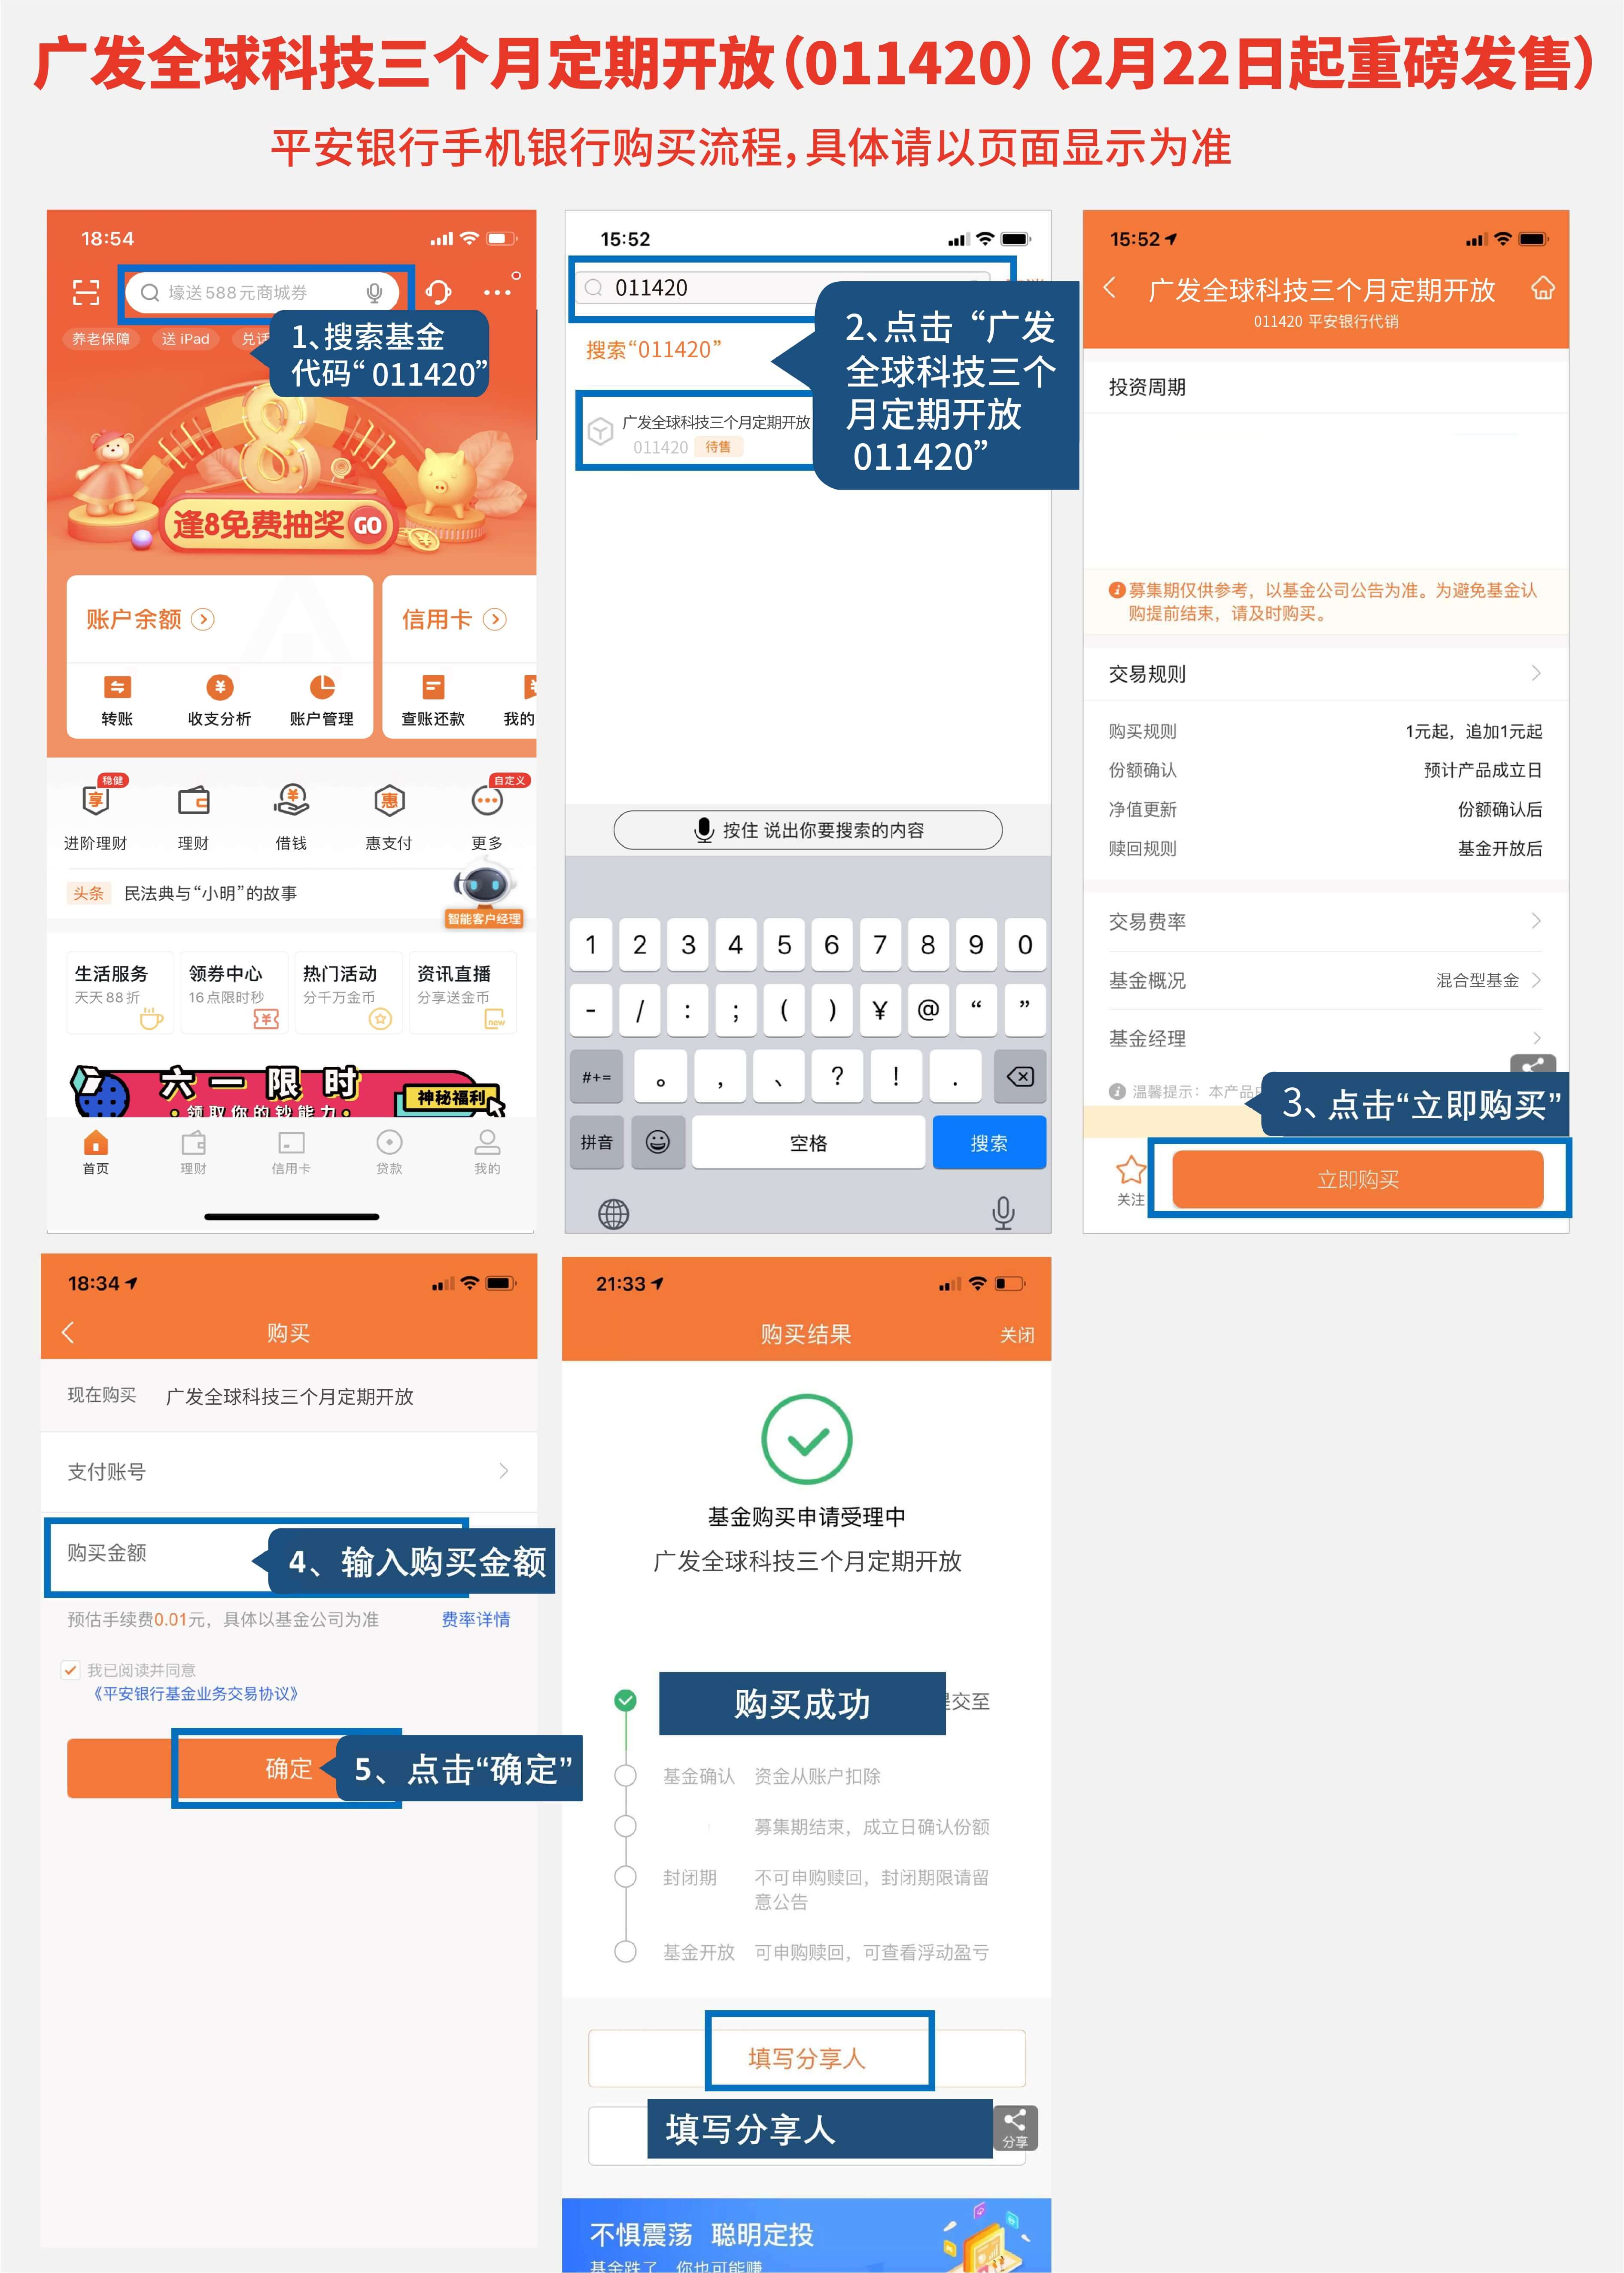 广发全球科技三个月定期开放(011420)(2月22日起重磅发售)
平安银行手机银行购买流程,具体请以页面显示为准
18:54
壕送588元商城券
养老保障
送 iPad
1、搜索基金
代码“011420”
逢8免费抽奖GO
账户余额
信用卡
转账
收支分析
账户管理
查账还款
我的
稳健
自定义
享
惠
进阶理财
理财
借钱
惠支付
更多
头条
民法典与“小明”的故事
智能客户经理
生活服务
领券中心
热门活动
资讯直播
天天88折
16点限时秒
分千万金币
分享送金币
new
六一限时
·领取你的钞能力·
神秘福利
首页
理财
信用卡
贷款
我的
15:52
011420
搜索“011420”
2、点击“广发
全球科技三个
月定期开放
011420”
广发全球科技三个月定期开放
011420
待售
按住 说出你要搜索的内容
1 2 3 4 5 6 7 8 9 0
- / : ; ( ) ¥ @ “ ”
#+= 。 , 、 ? ! .
拼音
空格
搜索
15:52
广发全球科技三个月定期开放
011420 平安银行代销
投资周期
募集期仅供参考，以基金公司公告为准。为避免基金认
购提前结束，请及时购买。
交易规则
购买规则
1元起，追加1元起
份额确认
预计产品成立日
净值更新
份额确认后
赎回规则
基金开放后
交易费率
基金概况
混合型基金
基金经理
温馨提示：本产品
3、点击“立即购买”
关注
立即购买
18:34
购买
现在购买
广发全球科技三个月定期开放
支付账号
购买金额
4、输入购买金额
预估手续费0.01元，具体以基金公司为准
费率详情
我已阅读并同意
《平安银行基金业务交易协议》
确定
5、点击“确定”
21:33
购买结果
关闭
基金购买申请受理中
广发全球科技三个月定期开放
购买成功
交至
基金确认
资金从账户扣除
募集期结束，成立日确认份额
封闭期
不可申购赎回，封闭期限请留
意公告
基金开放
可申购赎回，可查看浮动盈亏
填写分享人
填写分享人
分享
不惧震荡 聪明定投
基金跌了，你也可能赚